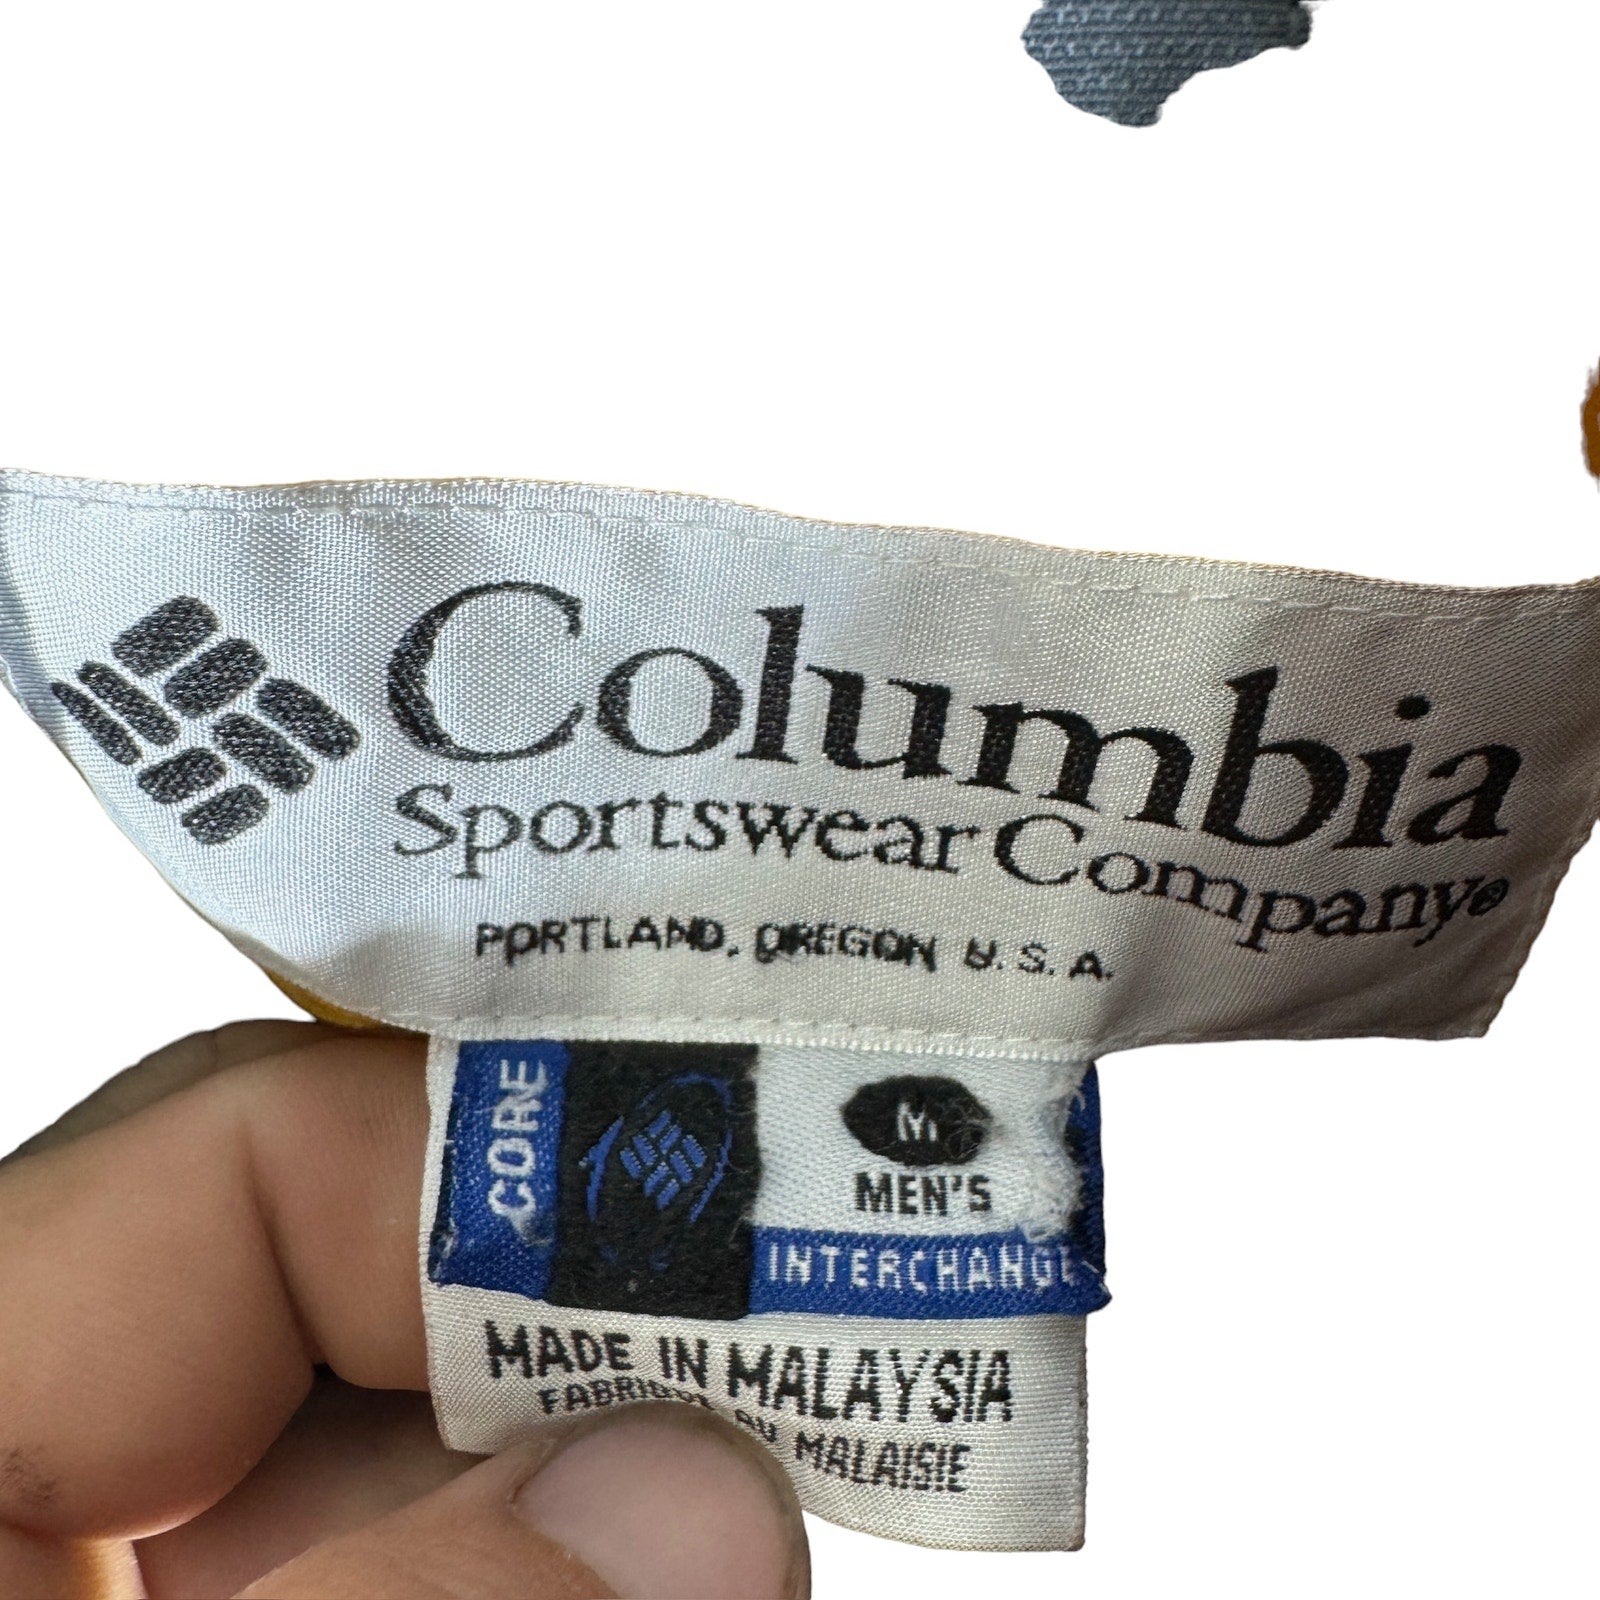 Columbia
Sportswear Company®
PORTLAND, OREGON U.S.A.
CORE
M
MEN'S
INTERCHANGE
MADE IN MALAYSIA
FABRIQUE AU MALAISIE